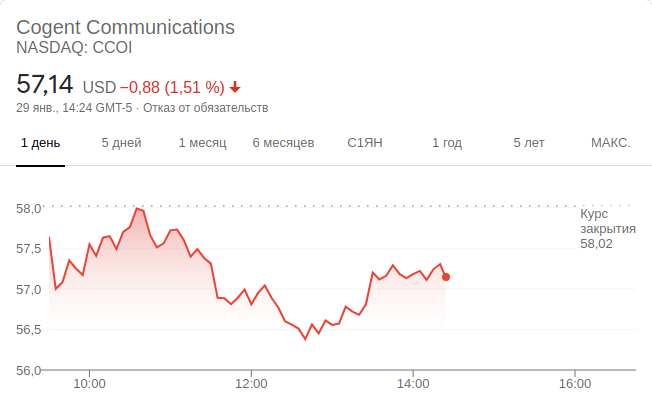 Cogent Communications
NASDAQ: CCOI
57,14 USD −0,88 (1,51 %)
29 янв., 14:24 GMT-5 · Отказ от обязательств
1 день 5 дней 1 месяц 6 месяцев С1ЯН 1 год 5 лет МАКС.
58,0
Курс
закрытия
58,02
57,5
57,0
56,5
56,0
10:00 12:00 14:00 16:00